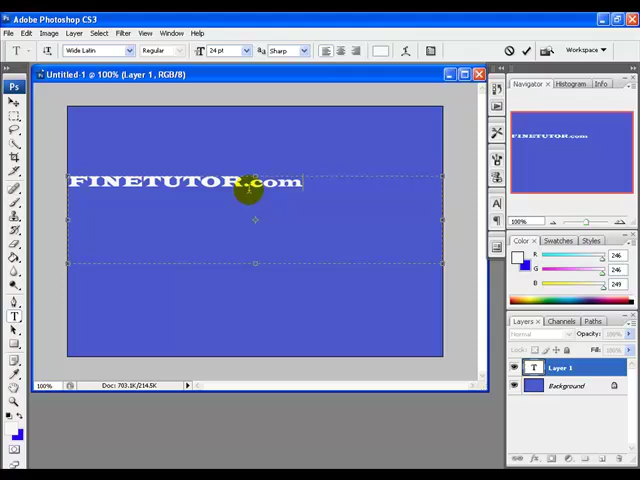 Adobe Photoshop CS3
File Edit Image Layer Select Filter View Window Help
T Wide Latin Regular 24 pt aa Sharp Workspace
Untitled-1 @ 100% (Layer 1, RGB/8)
Ps
FINETUTOR.com
100% Doc: 703.1K/214.5K
Navigator Histogram Info
FINETUTOR.com
100%
Color Swatches Styles
R 246
G 246
B 249
Layers Channels Paths
Normal Opacity:
Lock: Fill:
T Layer 1
Background